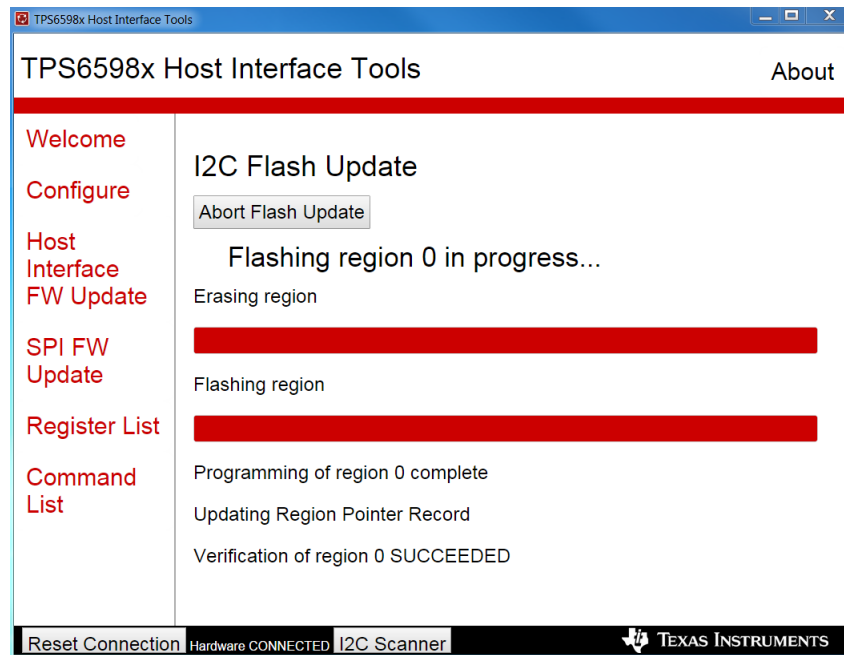 TPS6598x Host Interface Tools
TPS6598x Host Interface Tools
About
Welcome
Configure
Host
Interface
FW Update
SPI FW
Update
Register List
Command
List
I2C Flash Update
Abort Flash Update
Flashing region 0 in progress...
Erasing region
Flashing region
Programming of region 0 complete
Updating Region Pointer Record
Verification of region 0 SUCCEEDED
Reset Connection Hardware CONNECTED I2C Scanner
TEXAS INSTRUMENTS